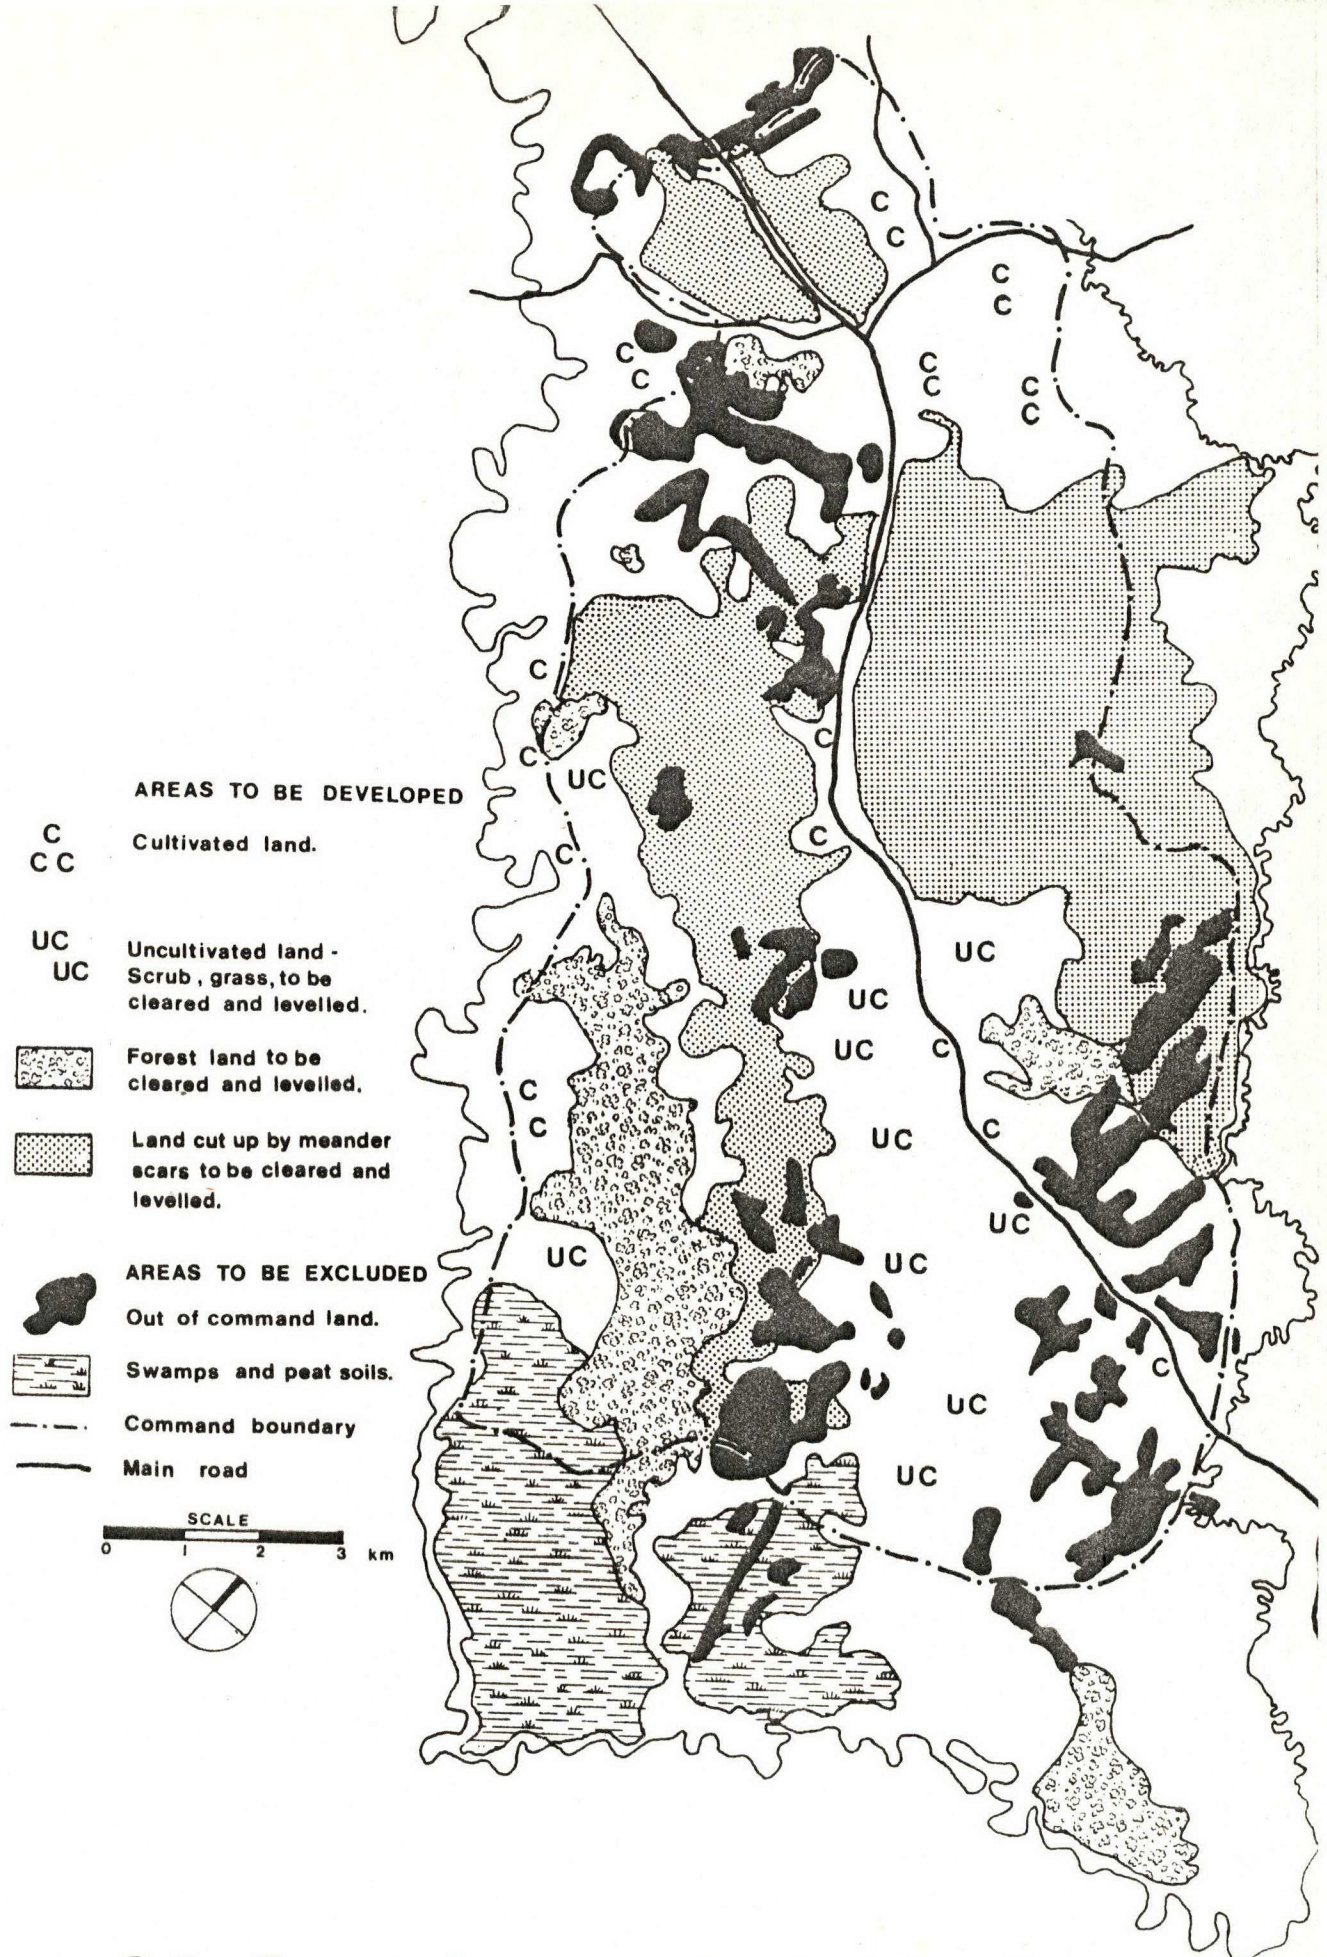 AREAS TO BE DEVELOPED
C
C C
Cultivated land.
UC
UC
Uncultivated land -
Scrub, grass, to be
cleared and levelled.
Forest land to be
cleared and levelled.
Land cut up by meander
scars to be cleared and
levelled.
AREAS TO BE EXCLUDED
Out of command land.
Swamps and peat soils.
Command boundary
Main road
SCALE
0 1 2 3 km
C
C
C
C
C
C
C
C
C
C
C
C
C
UC
C
C
UC
UC
UC
C
C
C
UC
C
UC
UC
UC
C
UC
UC